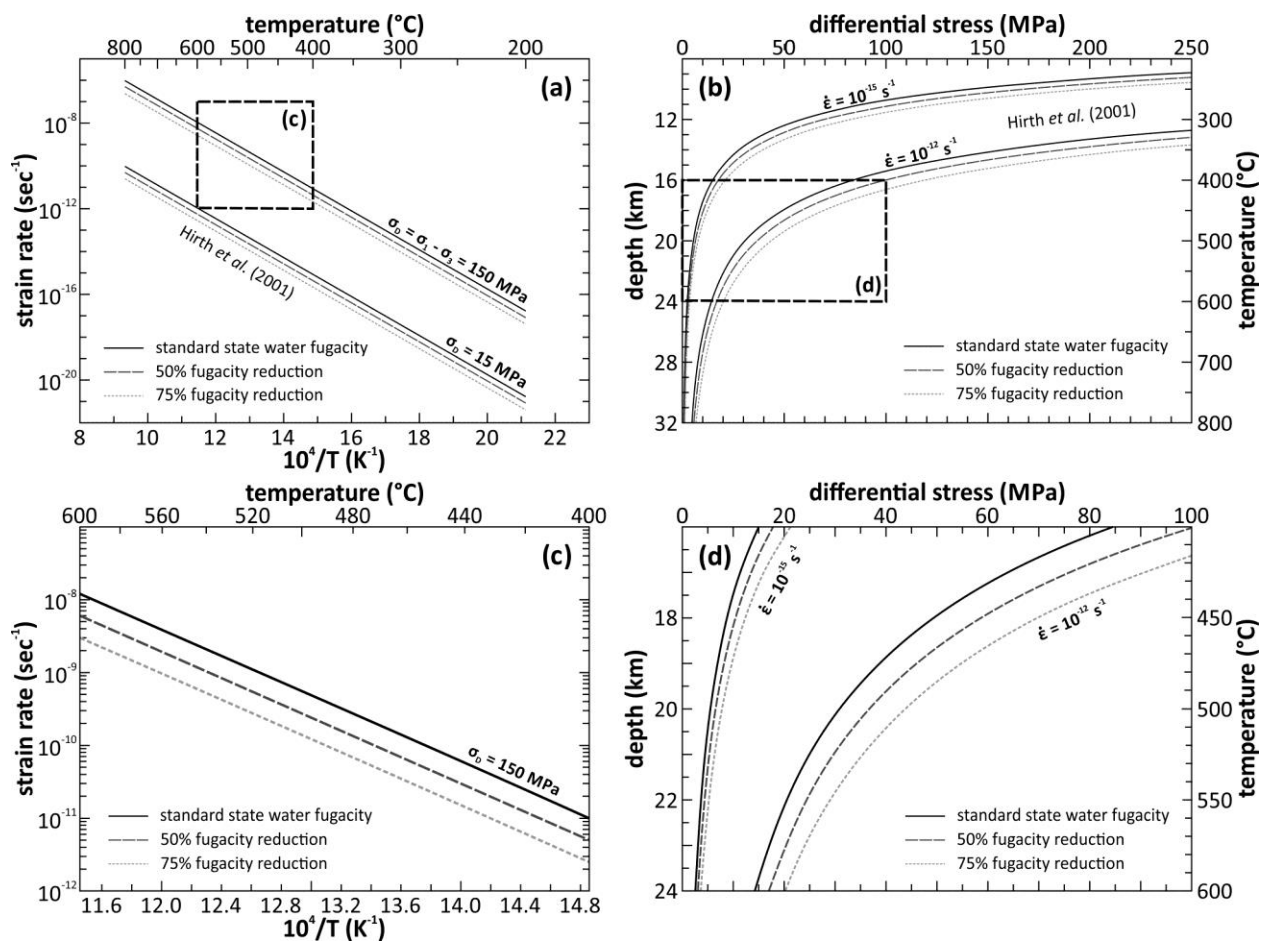 temperature (°C)
800 600 500 400 300 200
(a)
(c)
strain rate (sec⁻¹)
10⁻⁸
10⁻¹²
10⁻¹⁶
10⁻²⁰
σD = σ1 - σ3 = 150 MPa
Hirth et al. (2001)
σD = 15 MPa
standard state water fugacity
50% fugacity reduction
75% fugacity reduction
8 10 12 14 16 18 20 22
10⁴/T (K⁻¹)
differential stress (MPa)
0 50 100 150 200 250
(b)
ε̇ = 10⁻¹⁵ s⁻¹
Hirth et al. (2001)
ε̇ = 10⁻¹² s⁻¹
(d)
depth (km)
12
16
20
24
28
32
temperature (°C)
300
400
500
600
700
800
standard state water fugacity
50% fugacity reduction
75% fugacity reduction
temperature (°C)
600 560 520 480 440 400
(c)
strain rate (sec⁻¹)
10⁻⁸
10⁻⁹
10⁻¹⁰
10⁻¹¹
10⁻¹²
σD = 150 MPa
standard state water fugacity
50% fugacity reduction
75% fugacity reduction
11.6 12.0 12.4 12.8 13.2 13.6 14.0 14.4 14.8
10⁴/T (K⁻¹)
differential stress (MPa)
0 20 40 60 80 100
(d)
ε̇ = 10⁻¹⁵ s⁻¹
ε̇ = 10⁻¹² s⁻¹
depth (km)
18
20
22
24
temperature (°C)
450
500
550
600
standard state water fugacity
50% fugacity reduction
75% fugacity reduction